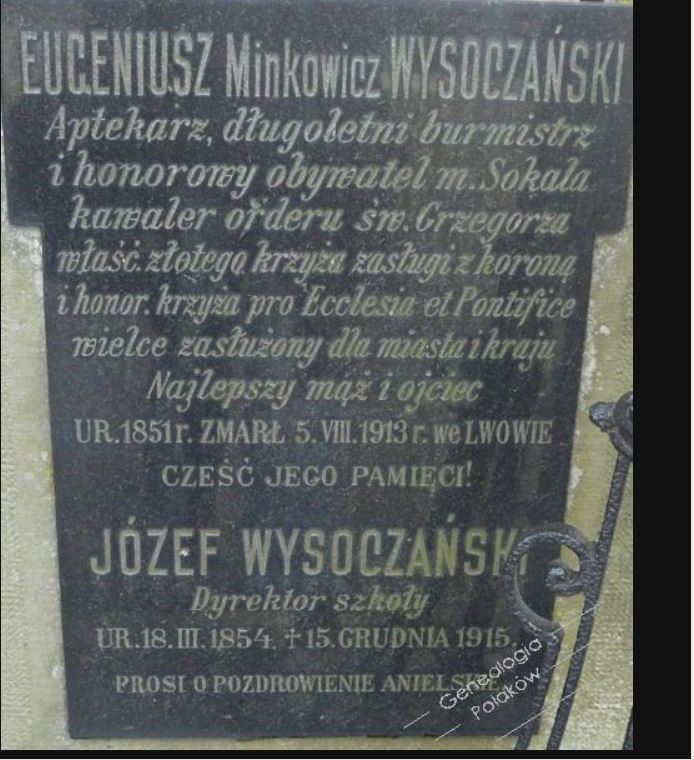 EUGENIUSZ Minkowicz WYSOCZAŃSKI
Aptekarz, długoletni burmistrz
i honorowy obywatel m. Sokala
kawaler orderu św. Grzegorza
właść. złotego krzyża zasługi z koroną
i honor. krzyża pro Ecclesia et Pontifice
wielce zasłużony dla miasta i kraju
Najlepszy mąż i ojciec
UR. 1851 r. ZMARŁ 5. VIII. 1913 r. we LWOWIE
CZEŚĆ JEGO PAMIĘCI!
JÓZEF WYSOCZAŃSKI
Dyrektor szkoły
UR. 18. III. 1854. † 15. GRUDNIA 1915.
PROSI O POZDROWIENIE ANIELSKIE
Genealogia
Polaków